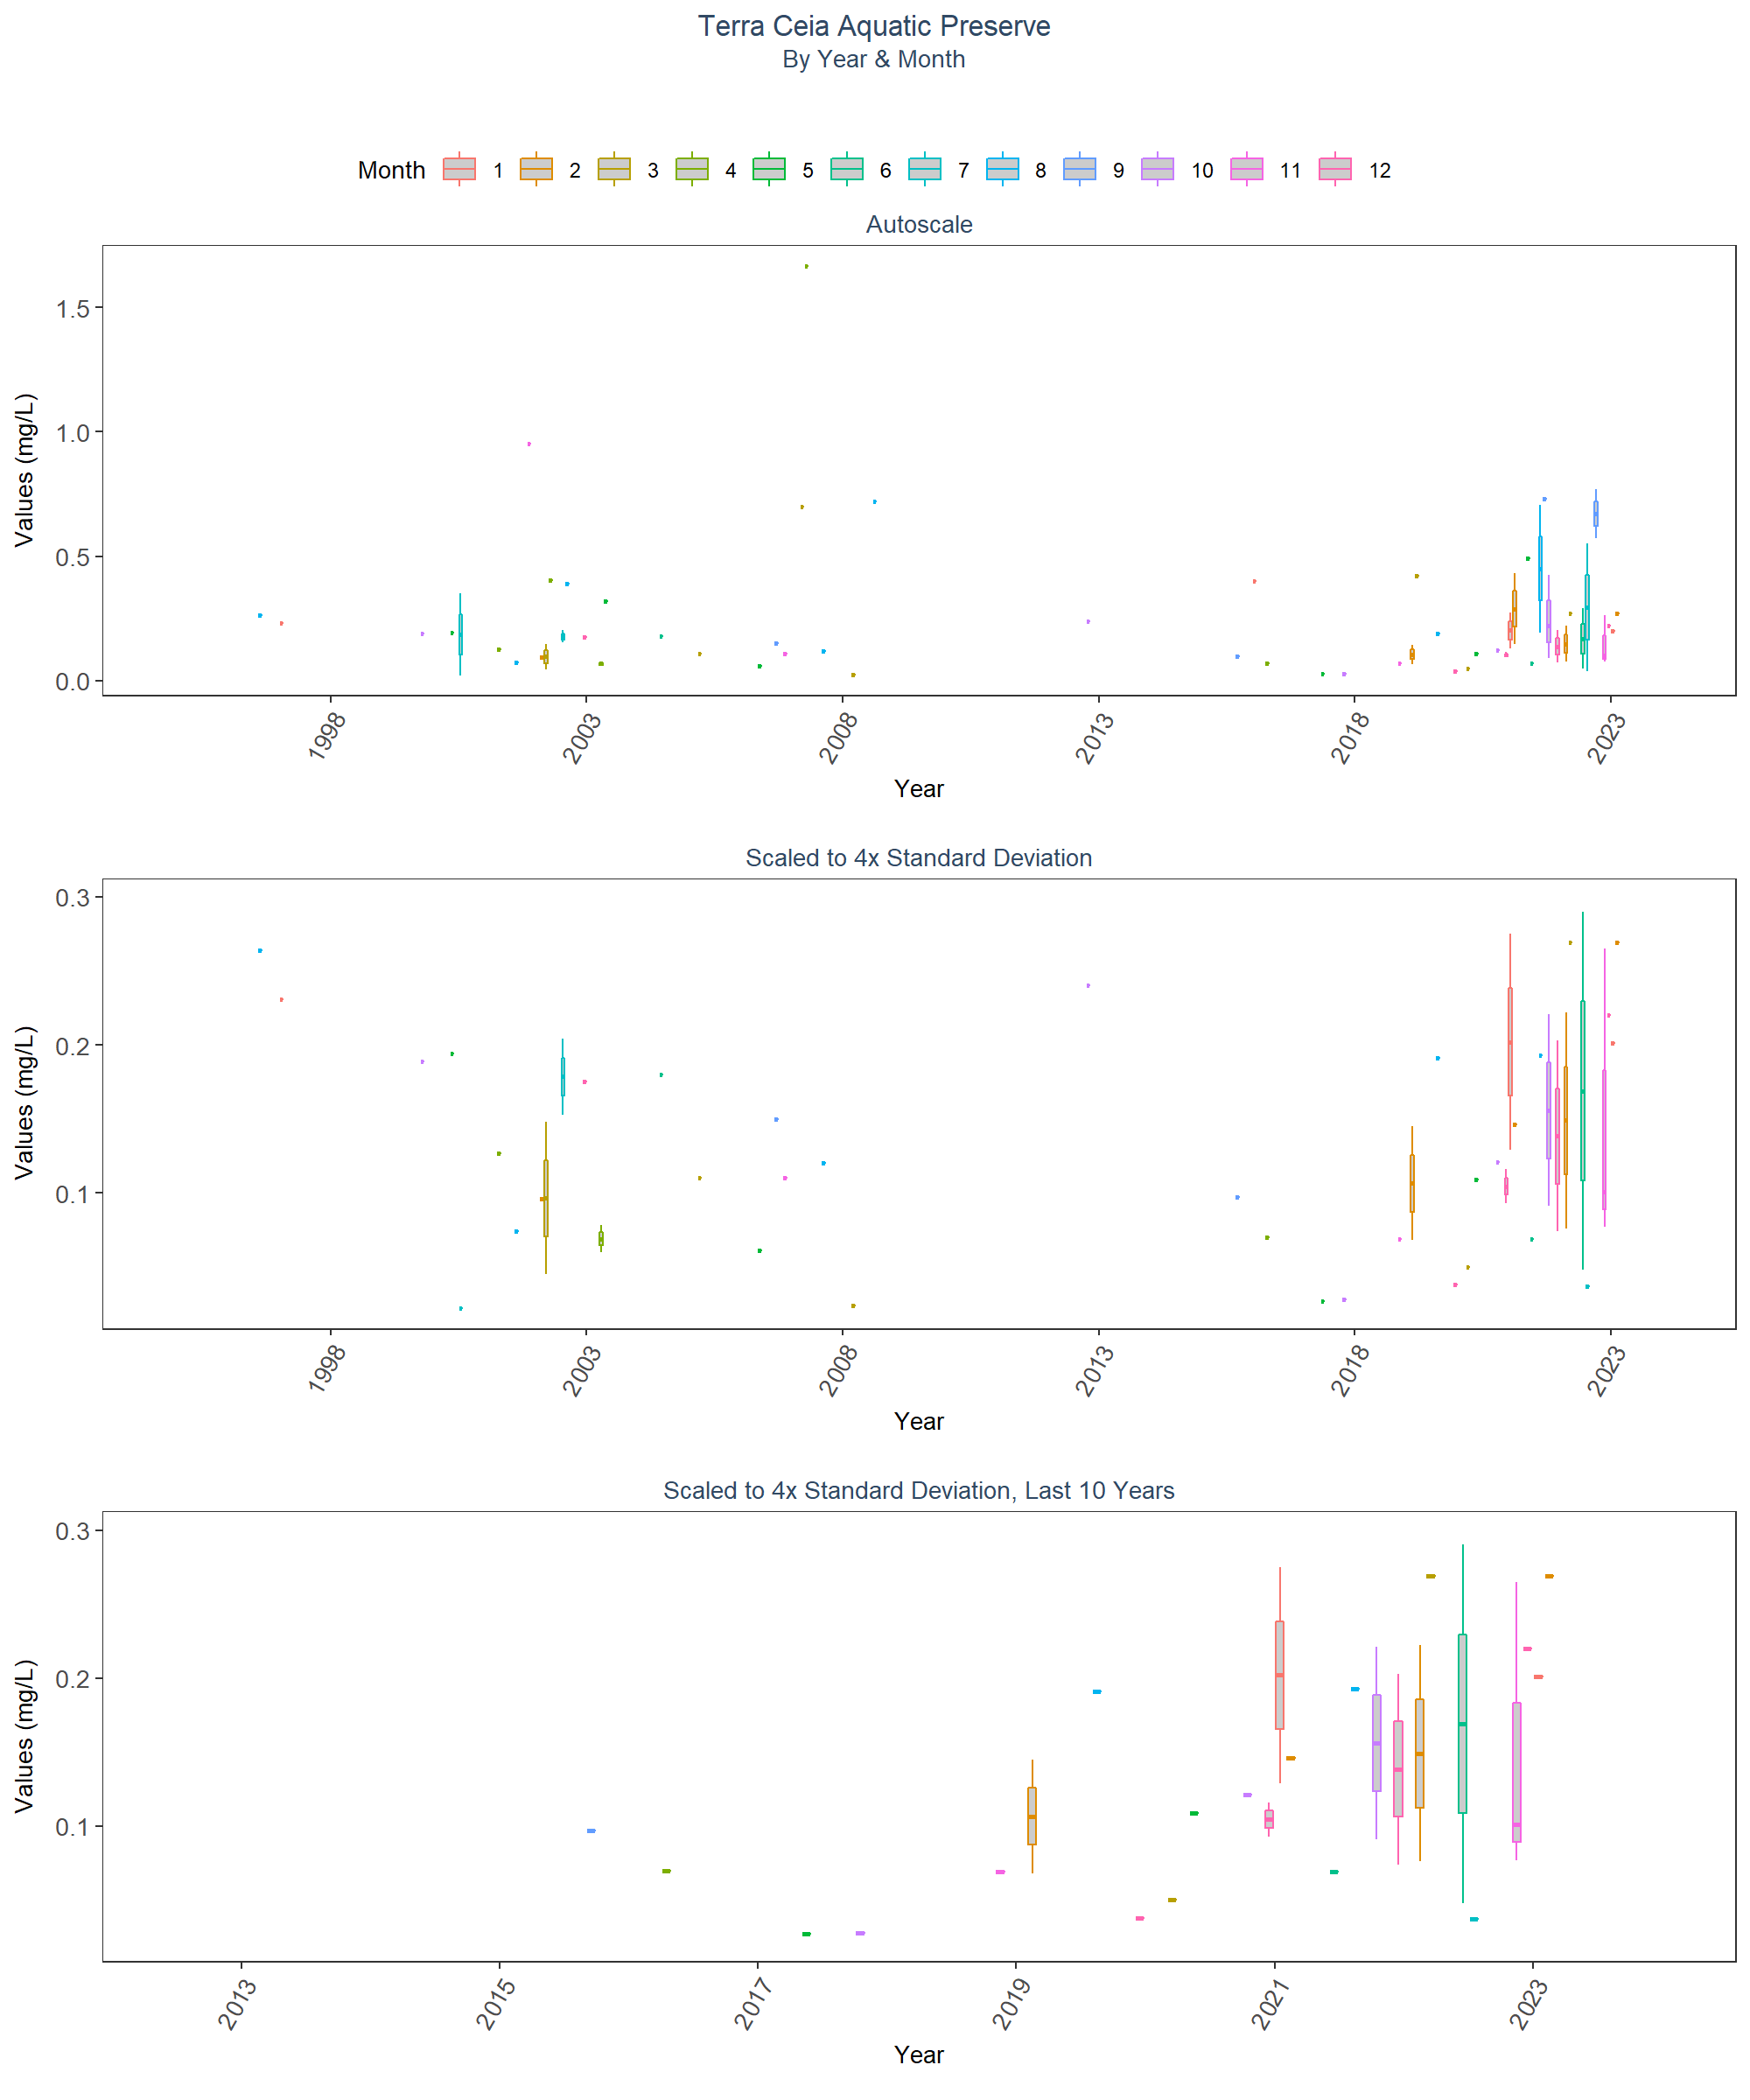 Terra Ceia Aquatic Preserve
By Year & Month
Month 1 2 3 4 5 6 7 8 9 10 11 12
Autoscale
Values (mg/L)
1.5
1.0
0.5
0.0
1998 2003 2008 2013 2018 2023
Year
Scaled to 4x Standard Deviation
Values (mg/L)
0.3
0.2
0.1
1998 2003 2008 2013 2018 2023
Year
Scaled to 4x Standard Deviation, Last 10 Years
Values (mg/L)
0.3
0.2
0.1
2013 2015 2017 2019 2021 2023
Year